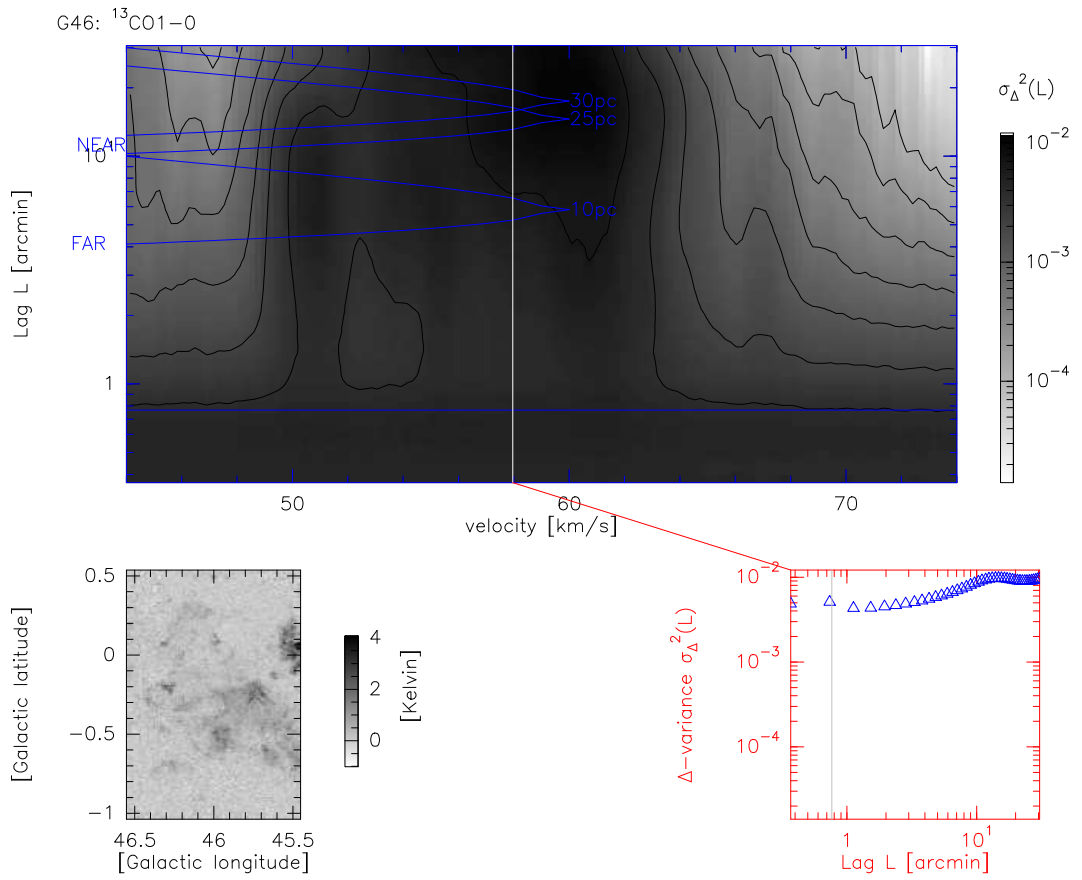 G46: ¹³CO1−0
σ_Δ²(L)
30pc
25pc
NEAR
10¹
10pc
FAR
1
Lag L [arcmin]
50
60
70
velocity [km/s]
10⁻²
10⁻³
10⁻⁴
0.5
0
−0.5
−1
[Galactic latitude]
46.5
46
45.5
[Galactic longitude]
4
2
0
[Kelvin]
10⁻²
10⁻³
10⁻⁴
Δ−variance σ_Δ²(L)
1
10¹
Lag L [arcmin]